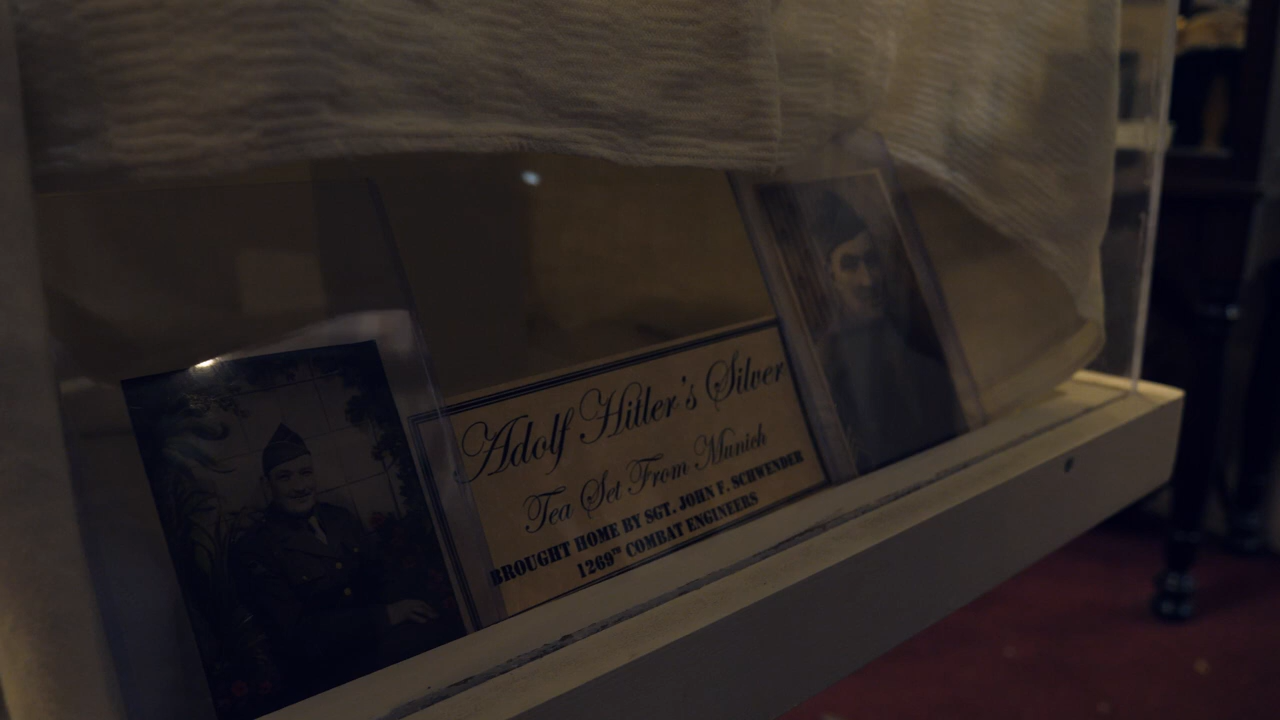 Adolf Hitler's Silver
Tea Set From Munich
BROUGHT HOME BY SGT. JOHN F. SCHWENDER
1269TH COMBAT ENGINEERS